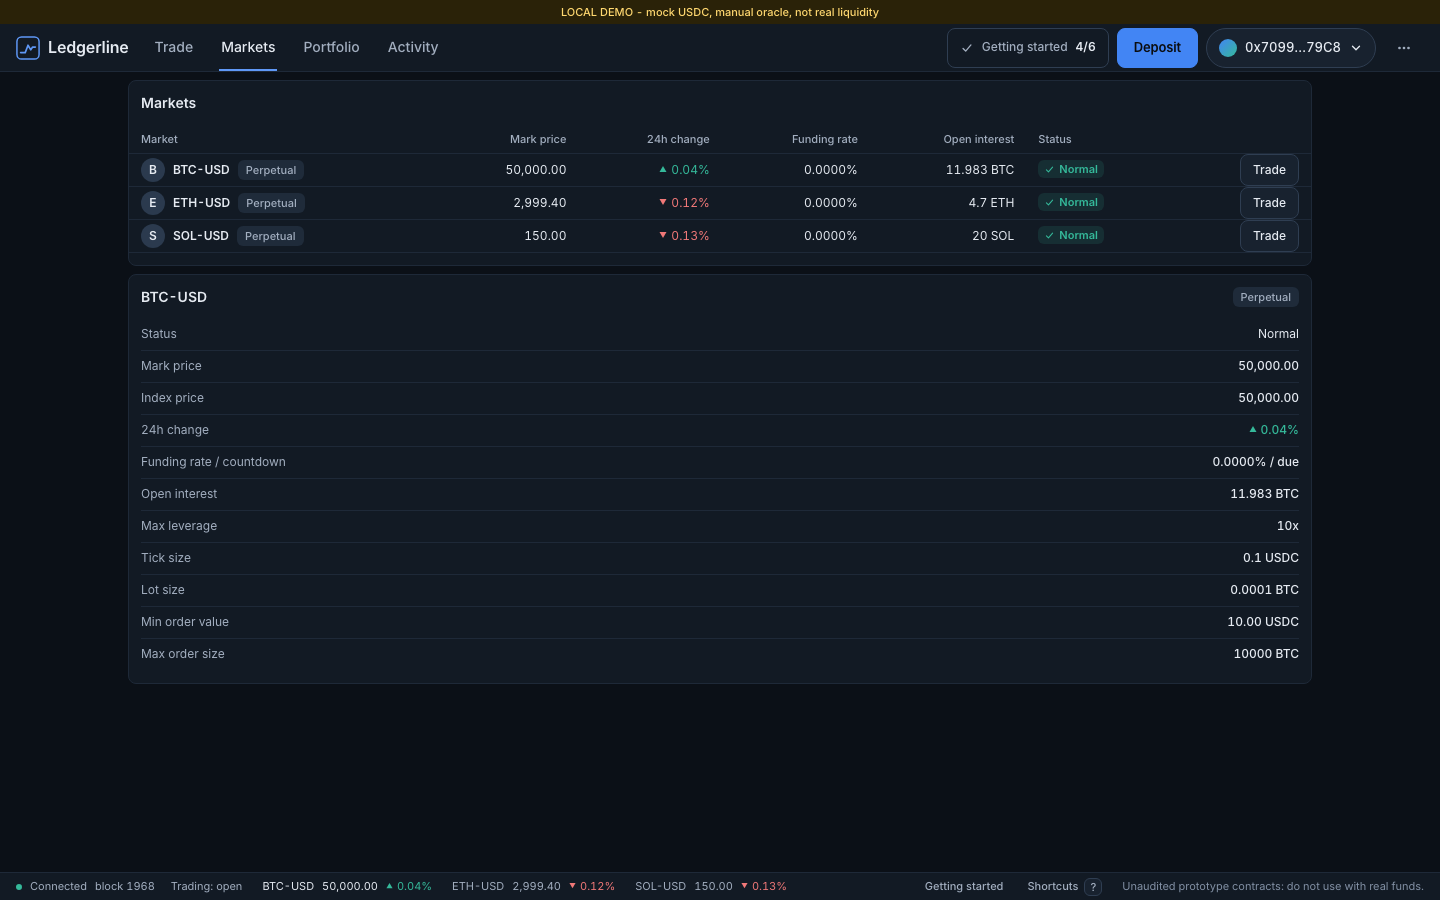 LOCAL DEMO - mock USDC, manual oracle, not real liquidity
Ledgerline Trade Markets Portfolio Activity Getting started 4/6 Deposit 0x7099...79C8
Markets
Market Mark price 24h change Funding rate Open interest Status
B BTC-USD Perpetual 50,000.00 0.04% 0.0000% 11.983 BTC Normal Trade
E ETH-USD Perpetual 2,999.40 0.12% 0.0000% 4.7 ETH Normal Trade
S SOL-USD Perpetual 150.00 0.13% 0.0000% 20 SOL Normal Trade
BTC-USD Perpetual
Status Normal
Mark price 50,000.00
Index price 50,000.00
24h change 0.04%
Funding rate / countdown 0.0000% / due
Open interest 11.983 BTC
Max leverage 10x
Tick size 0.1 USDC
Lot size 0.0001 BTC
Min order value 10.00 USDC
Max order size 10000 BTC
Connected block 1968 Trading: open BTC-USD 50,000.00 0.04% ETH-USD 2,999.40 0.12% SOL-USD 150.00 0.13% Getting started Shortcuts ? Unaudited prototype contracts: do not use with real funds.